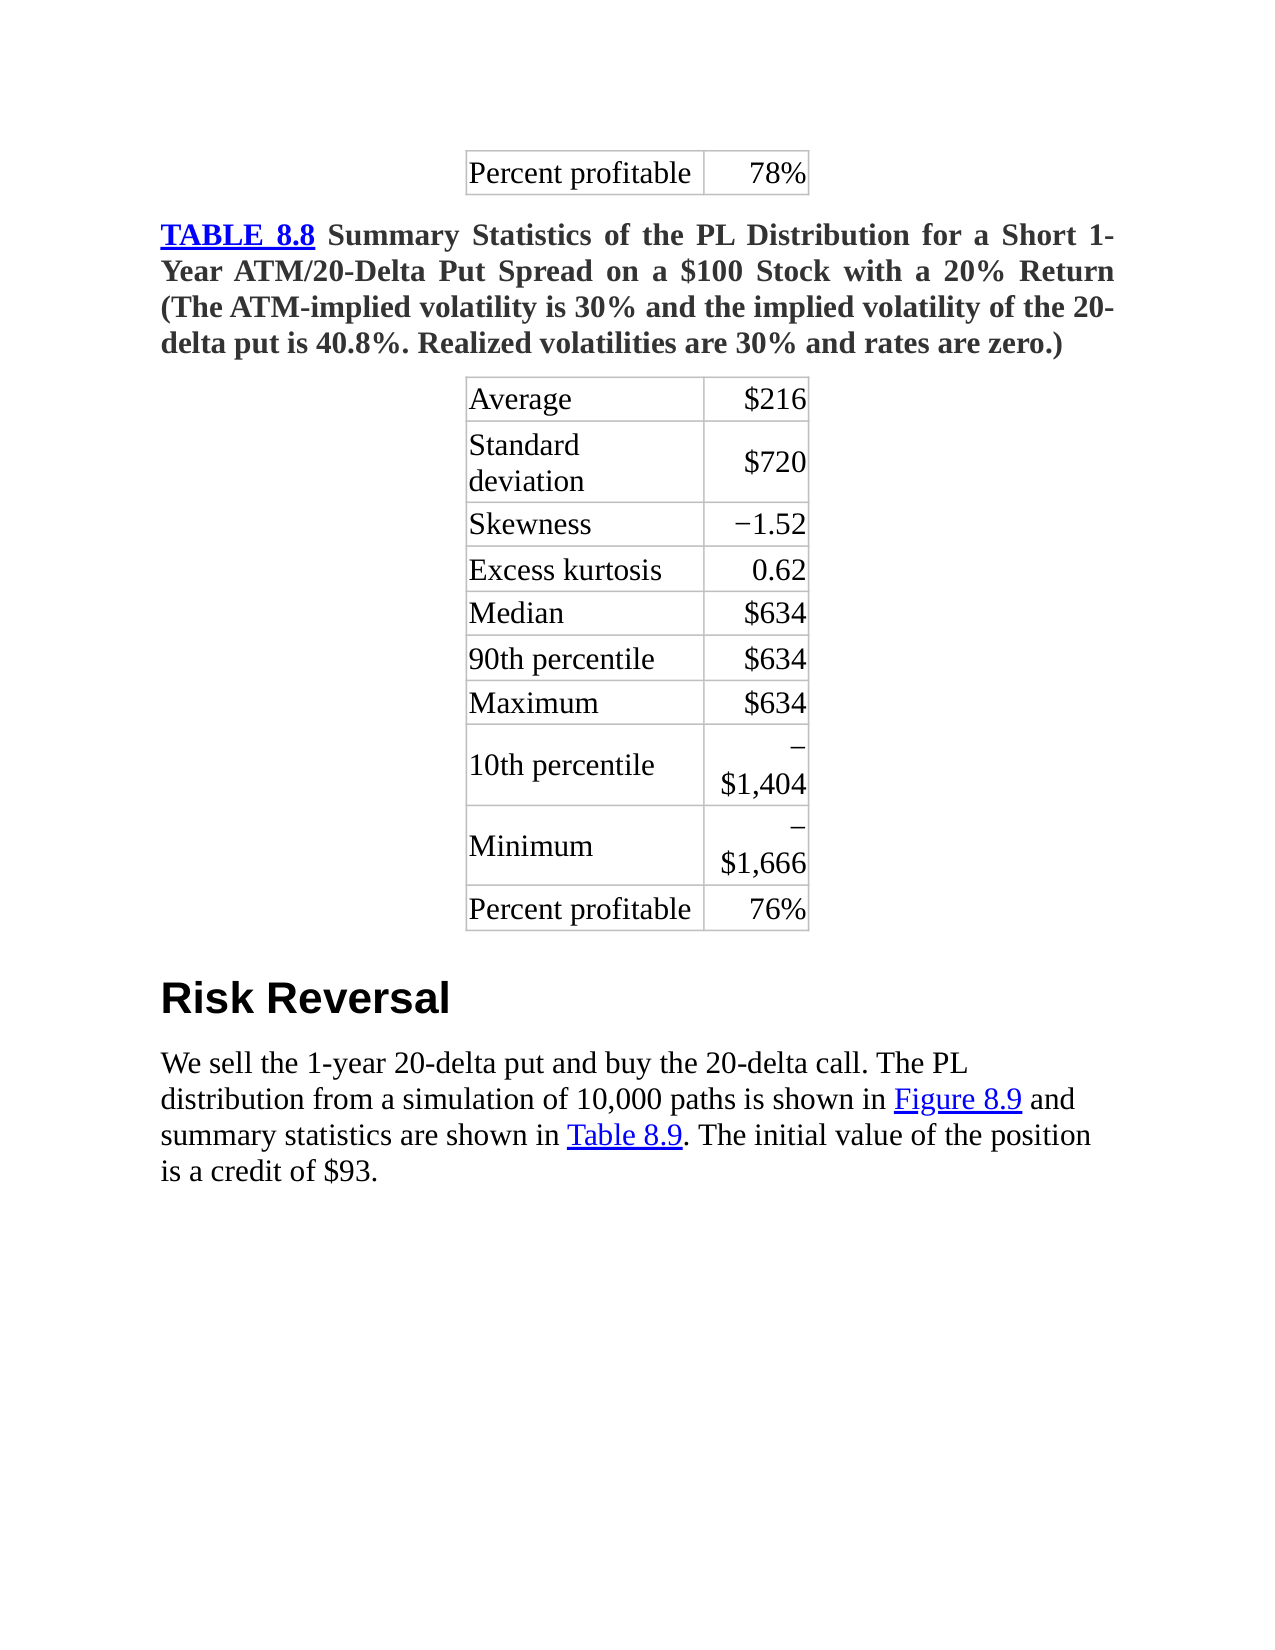 Percent profitable 78%
TABLE 8.8 Summary Statistics of the PL Distribution for a Short 1-
Year ATM/20-Delta Put Spread on a $100 Stock with a 20% Return
(The ATM-implied volatility is 30% and the implied volatility of the 20-
delta put is 40.8%. Realized volatilities are 30% and rates are zero.)
Average $216
Standard
deviation $720
Skewness −1.52
Excess kurtosis 0.62
Median $634
90th percentile $634
Maximum $634
10th percentile −
$1,404
Minimum −
$1,666
Percent profitable 76%
Risk Reversal
We sell the 1-year 20-delta put and buy the 20-delta call. The PL
distribution from a simulation of 10,000 paths is shown in Figure 8.9 and
summary statistics are shown in Table 8.9. The initial value of the position
is a credit of $93.